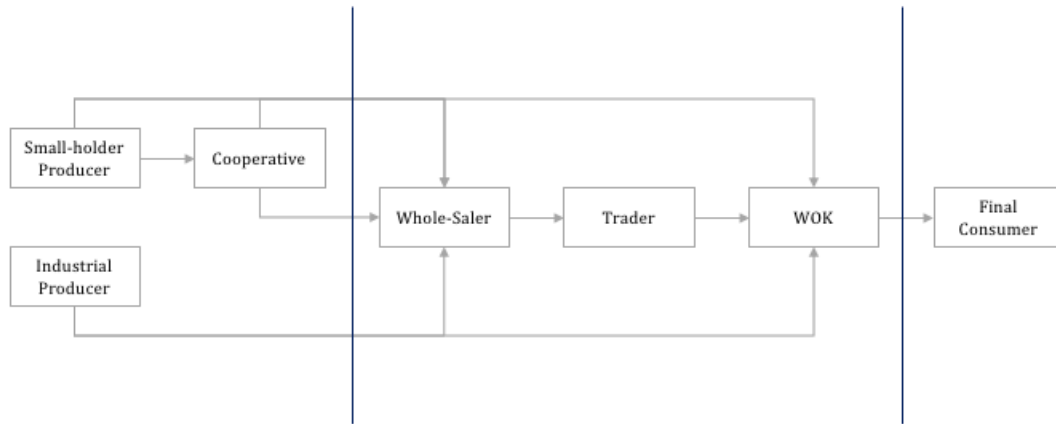 Small-holder
Producer
Cooperative
Whole-Saler
Trader
WOK
Final
Consumer
Industrial
Producer